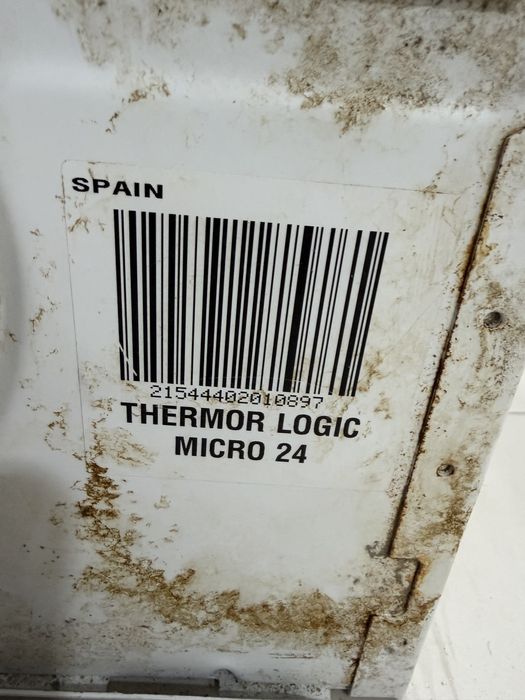 SPAIN
21544402010897
THERMOR LOGIC
MICRO 24